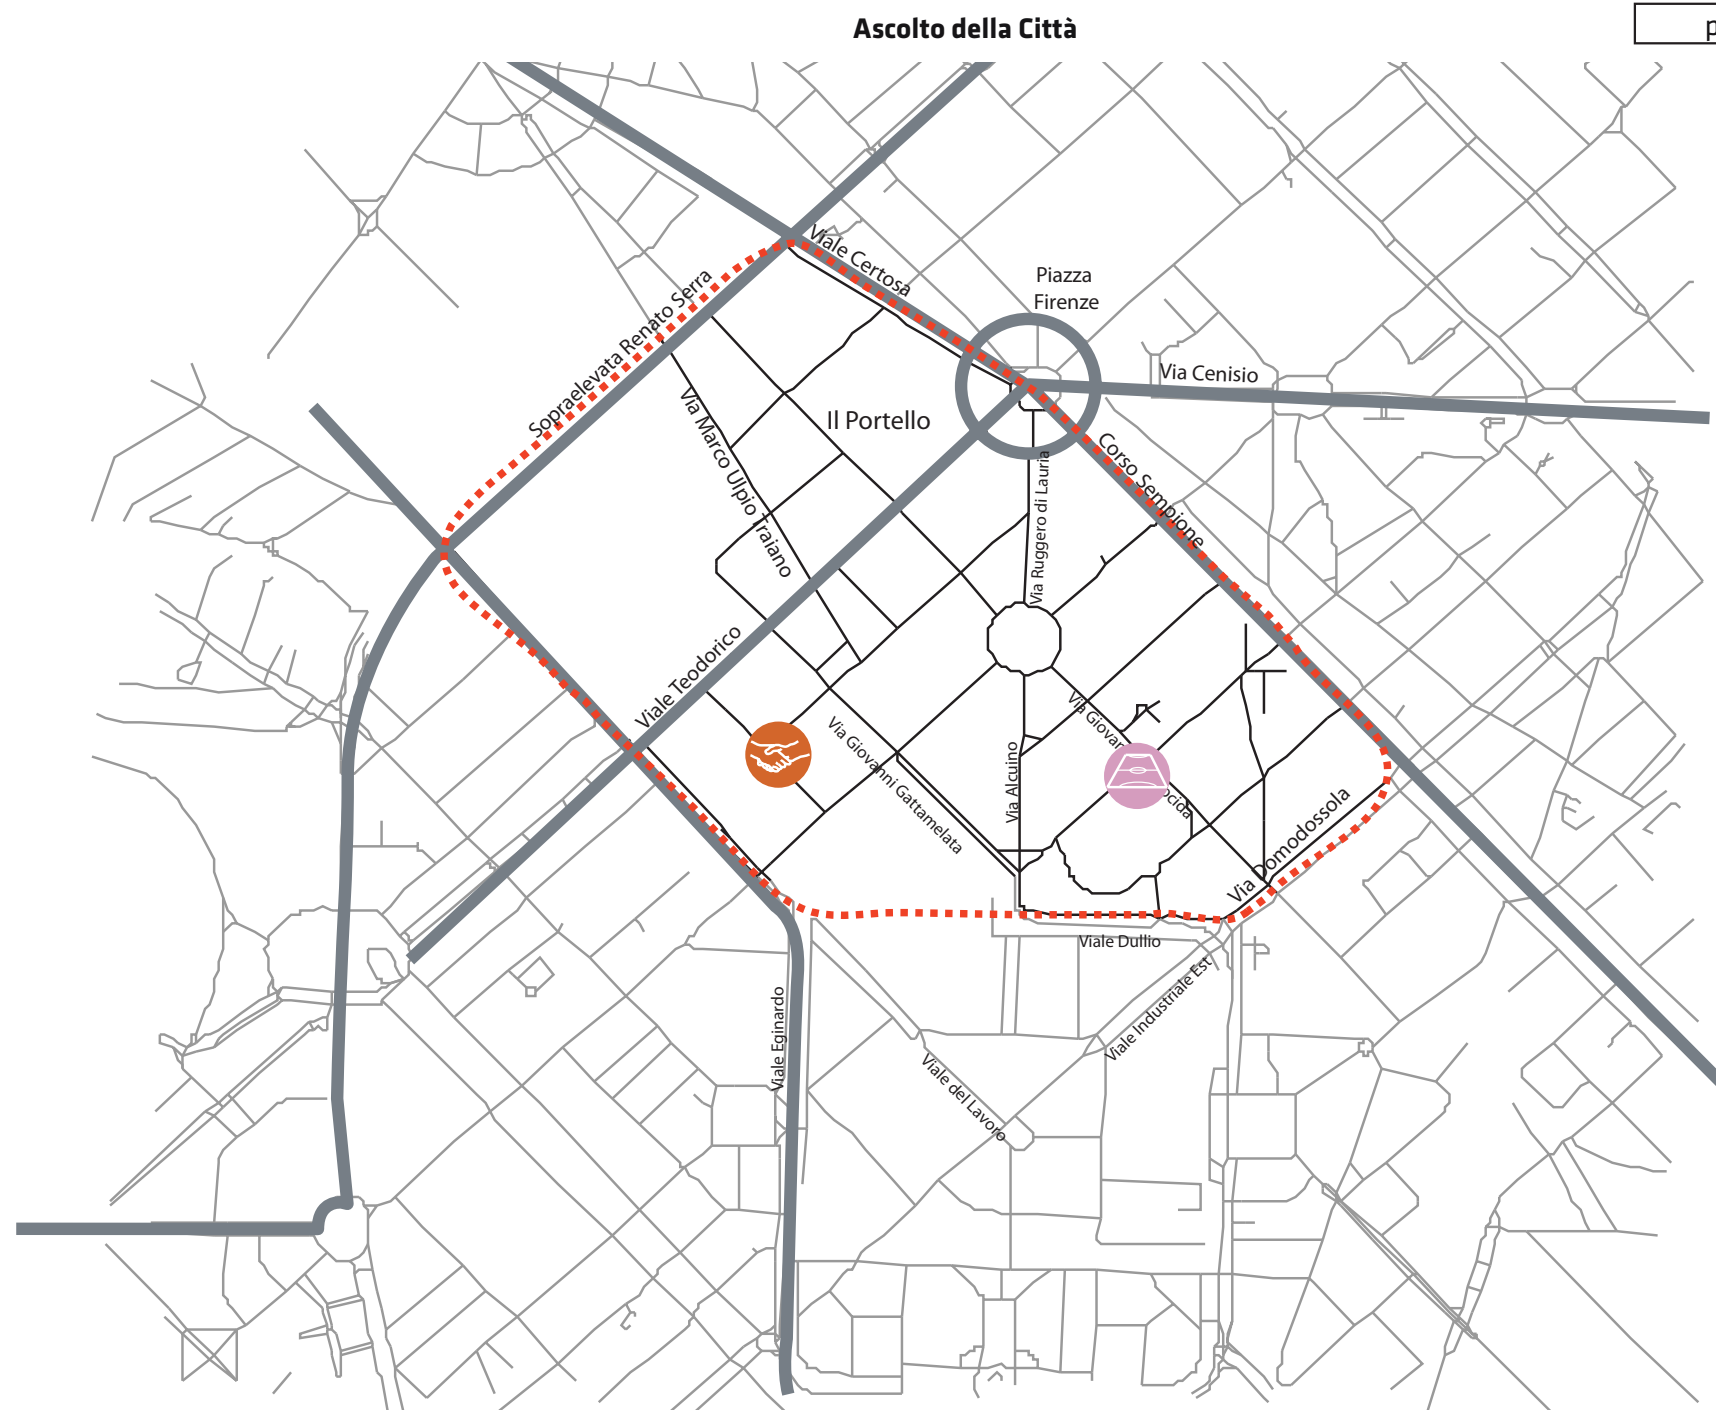 Ascolto della Città
p
Viale Certosa
Piazza
Firenze
Sopraelevata Renato Serra
Via Cenisio
Il Portello
Via Marco Ulpio Traiano
Corso Sempione
Via Ruggero di Lauria
Viale Teodorico
Via Giovanni Gattamelata
Via Alcuino
Via
Via Domodossola
Viale Dullio
Viale Industriale Est
Viale Eginardo
Viale del Lavoro